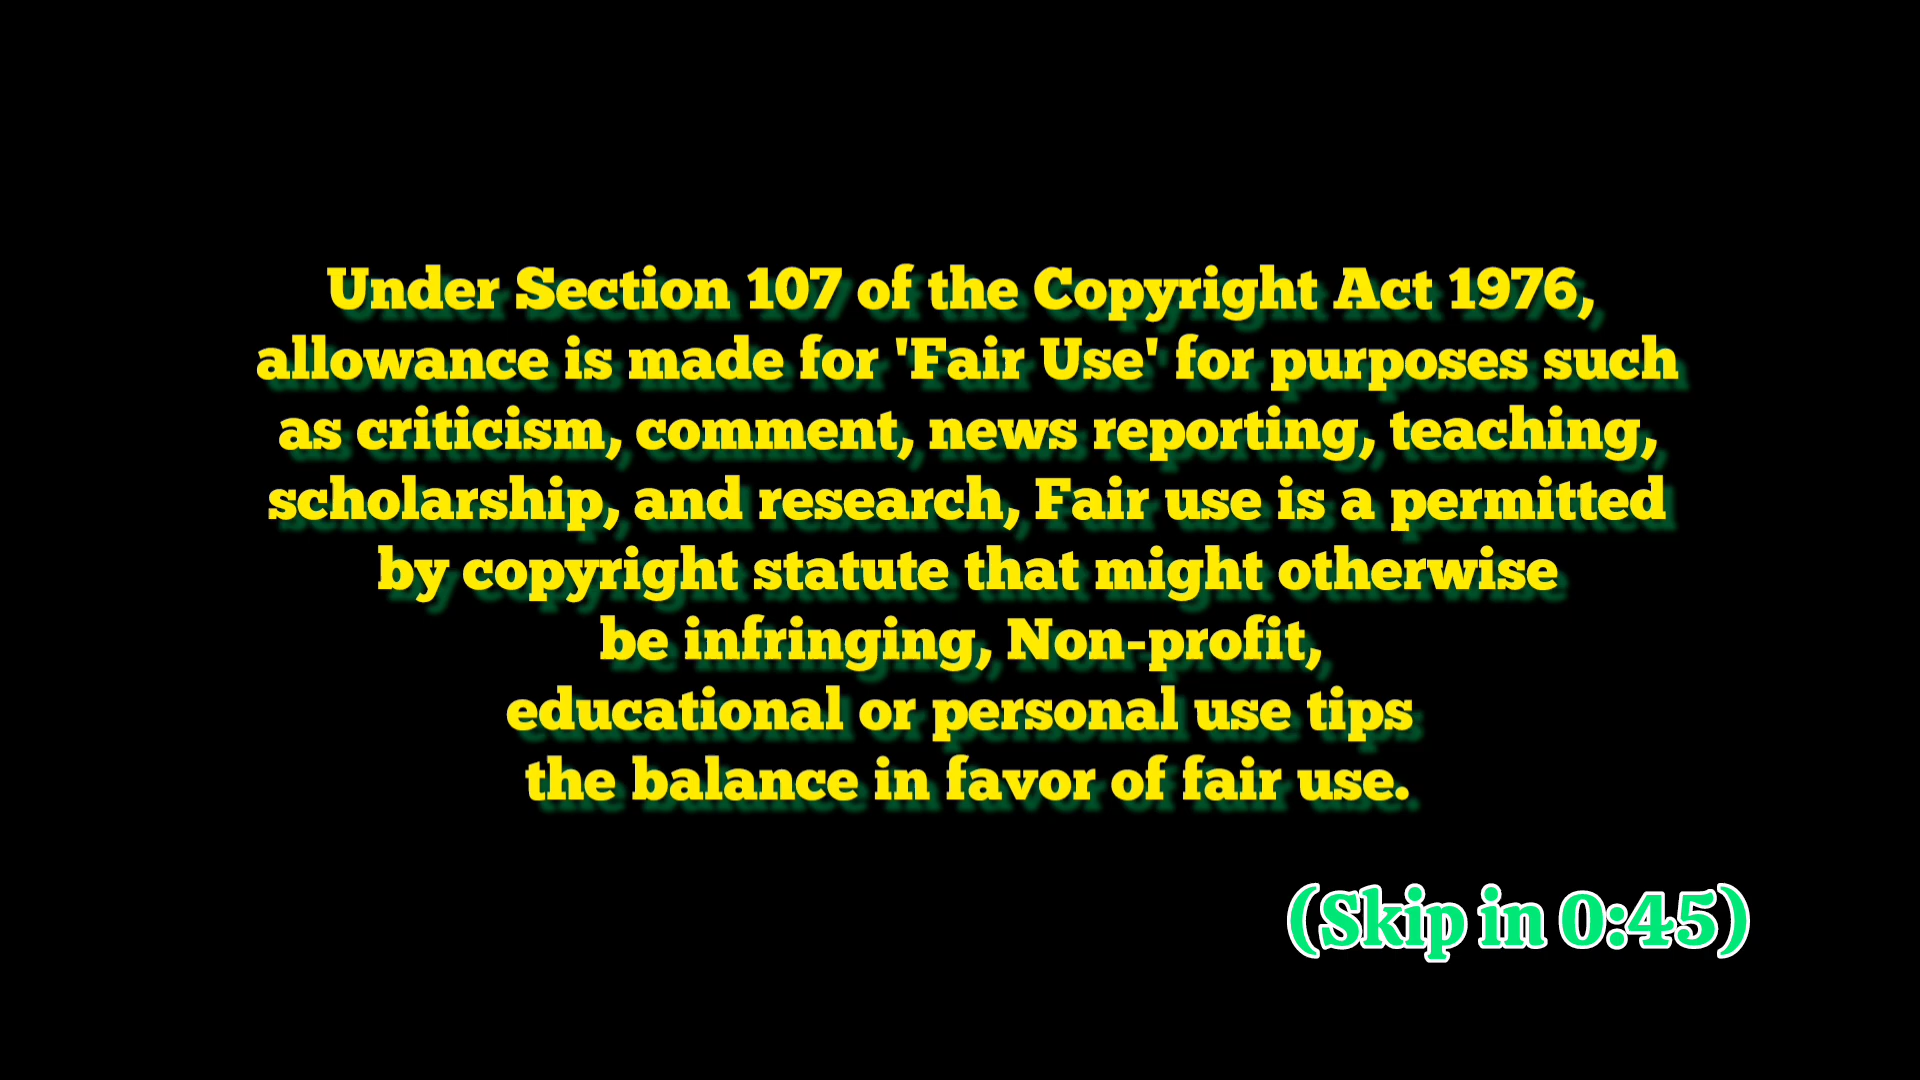 Under Section 107 of the Copyright Act 1976,
allowance is made for 'Fair Use' for purposes such
as criticism, comment, news reporting, teaching,
scholarship, and research, Fair use is a permitted
by copyright statute that might otherwise
be infringing, Non-profit,
educational or personal use tips
the balance in favor of fair use.
(Skip in 0:45)